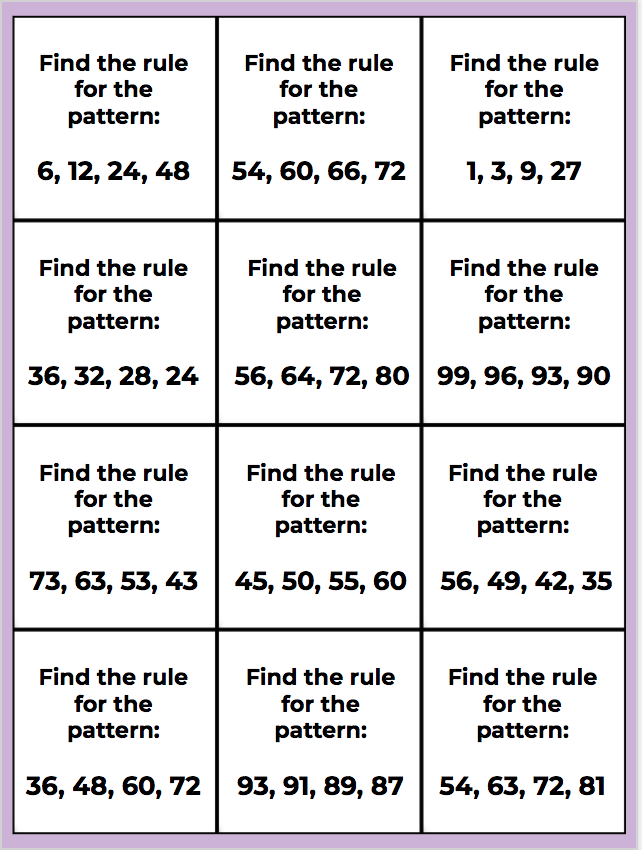 Find the rule
for the
pattern:
6, 12, 24, 48
Find the rule
for the
pattern:
54, 60, 66, 72
Find the rule
for the
pattern:
1, 3, 9, 27
Find the rule
for the
pattern:
36, 32, 28, 24
Find the rule
for the
pattern:
56, 64, 72, 80
Find the rule
for the
pattern:
99, 96, 93, 90
Find the rule
for the
pattern:
73, 63, 53, 43
Find the rule
for the
pattern:
45, 50, 55, 60
Find the rule
for the
pattern:
56, 49, 42, 35
Find the rule
for the
pattern:
36, 48, 60, 72
Find the rule
for the
pattern:
93, 91, 89, 87
Find the rule
for the
pattern:
54, 63, 72, 81